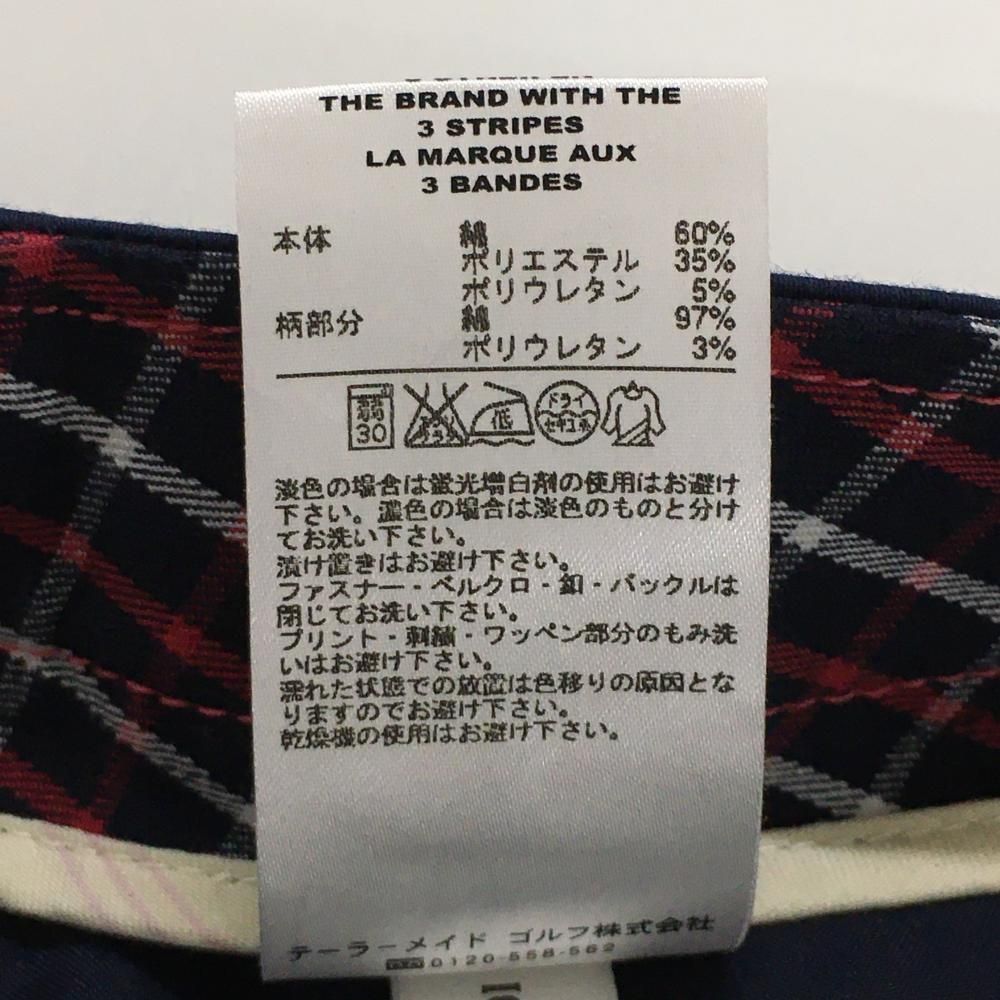 THE BRAND WITH THE
3 STRIPES
LA MARQUE AUX
3 BANDES
本体 綿 60%
ポリエステル 35%
ポリウレタン 5%
柄部分 綿 97%
ポリウレタン 3%
弱 30 低 ドライ セキユ系
淡色の場合は蛍光増白剤の使用はお避け
下さい。濃色の場合は淡色のものと分け
てお洗い下さい。
漬け置きはお避け下さい。
ファスナー・ベルクロ・釦・バックルは
閉じてお洗い下さい。
プリント・刺繍・ワッペン部分のもみ洗
いはお避け下さい。
濡れた状態での放置は色移りの原因とな
りますのでお避け下さい。
乾燥機の使用はお避け下さい。
テーラーメイド ゴルフ株式会社
0120-558-562